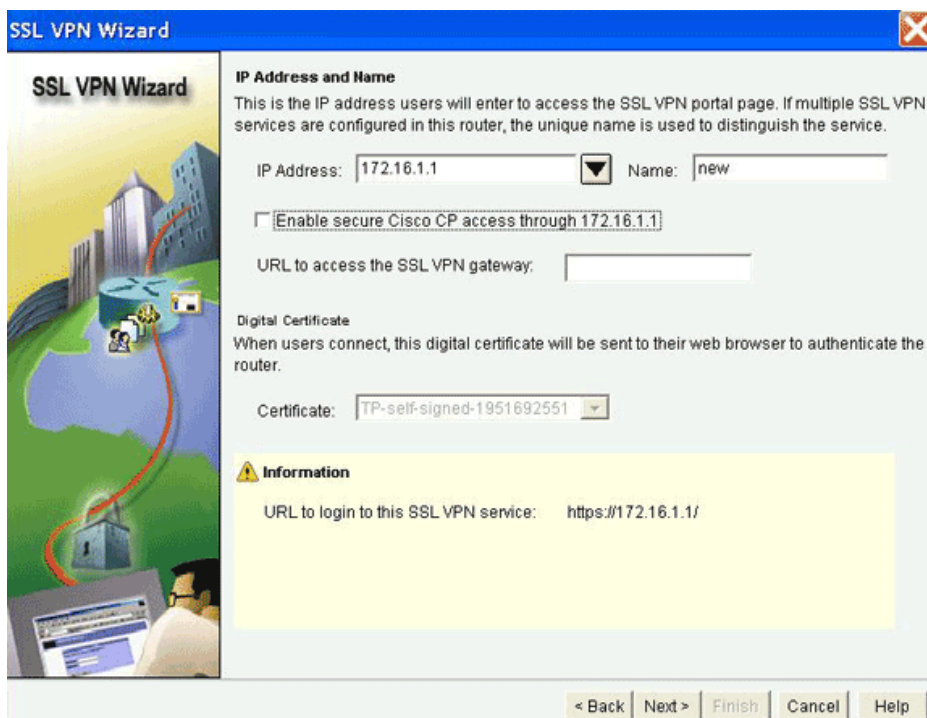 SSL VPN Wizard
SSL VPN Wizard
IP Address and Name
This is the IP address users will enter to access the SSL VPN portal page. If multiple SSL VPN
services are configured in this router, the unique name is used to distinguish the service.
IP Address: 172.16.1.1 Name: new
Enable secure Cisco CP access through 172.16.1.1
URL to access the SSL VPN gateway:
Digital Certificate
When users connect, this digital certificate will be sent to their web browser to authenticate the
router.
Certificate: TP-self-signed-1951692551
Information
URL to login to this SSL VPN service: https://172.16.1.1/
< Back Next > Finish Cancel Help